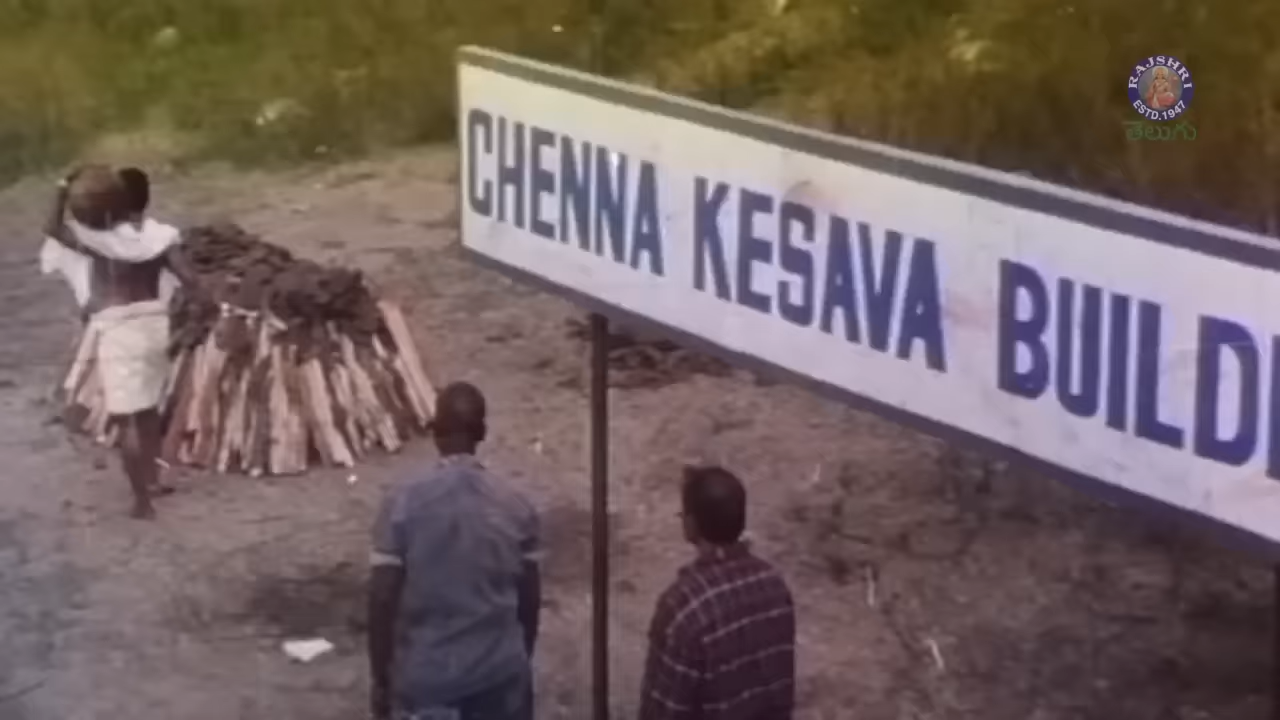 CHENNA KESAVA BUILD
RAJSHRI
ESTD.1947
తెలుగు